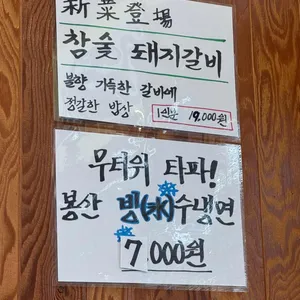 新菜登場
참숯 돼지갈비
불향 가득한 갈비에
정갈한 밥상 1인분 19,000원
무더위 타파!
봉산 빙(氷)수냉면
7,000원